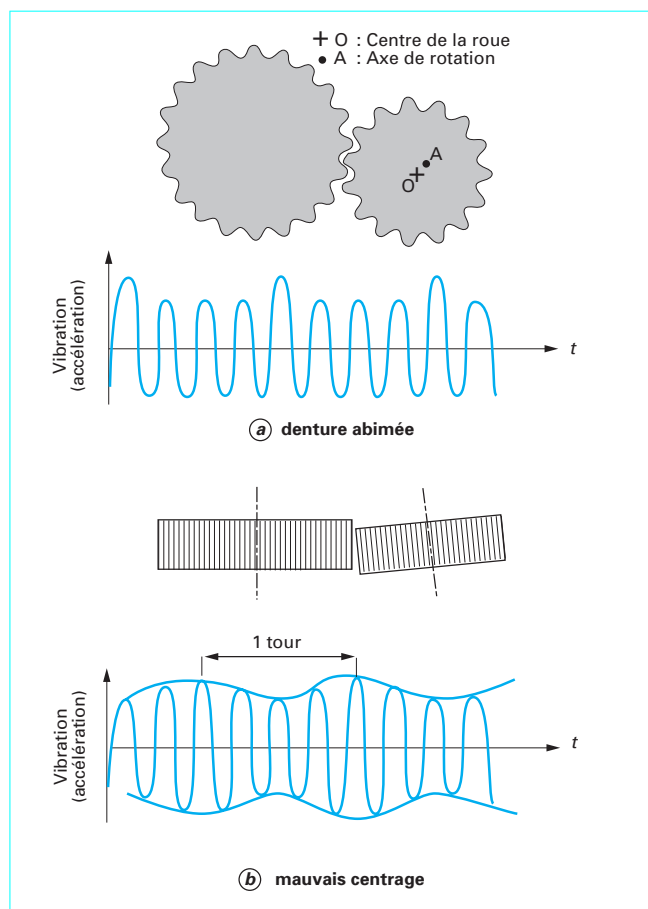 + O : Centre de la roue
• A : Axe de rotation
A
O
Vibration
(accélération)
t
a denture abimée
1 tour
Vibration
(accélération)
t
b mauvais centrage